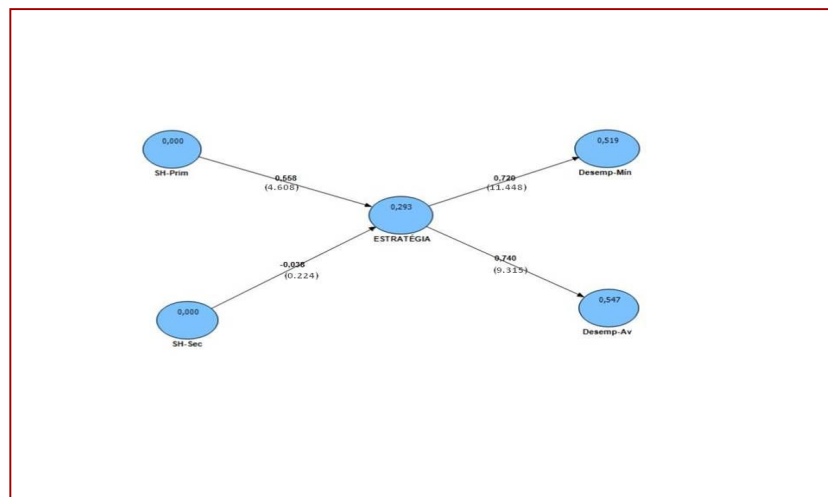 0,000
SH-Prim
0,519
Desemp-Mín
0,558
(4.608)
0,720
(11.448)
0,293
ESTRATÉGIA
-0,036
(0.224)
0,740
(9.315)
0,000
SH-Sec
0,547
Desemp-Av